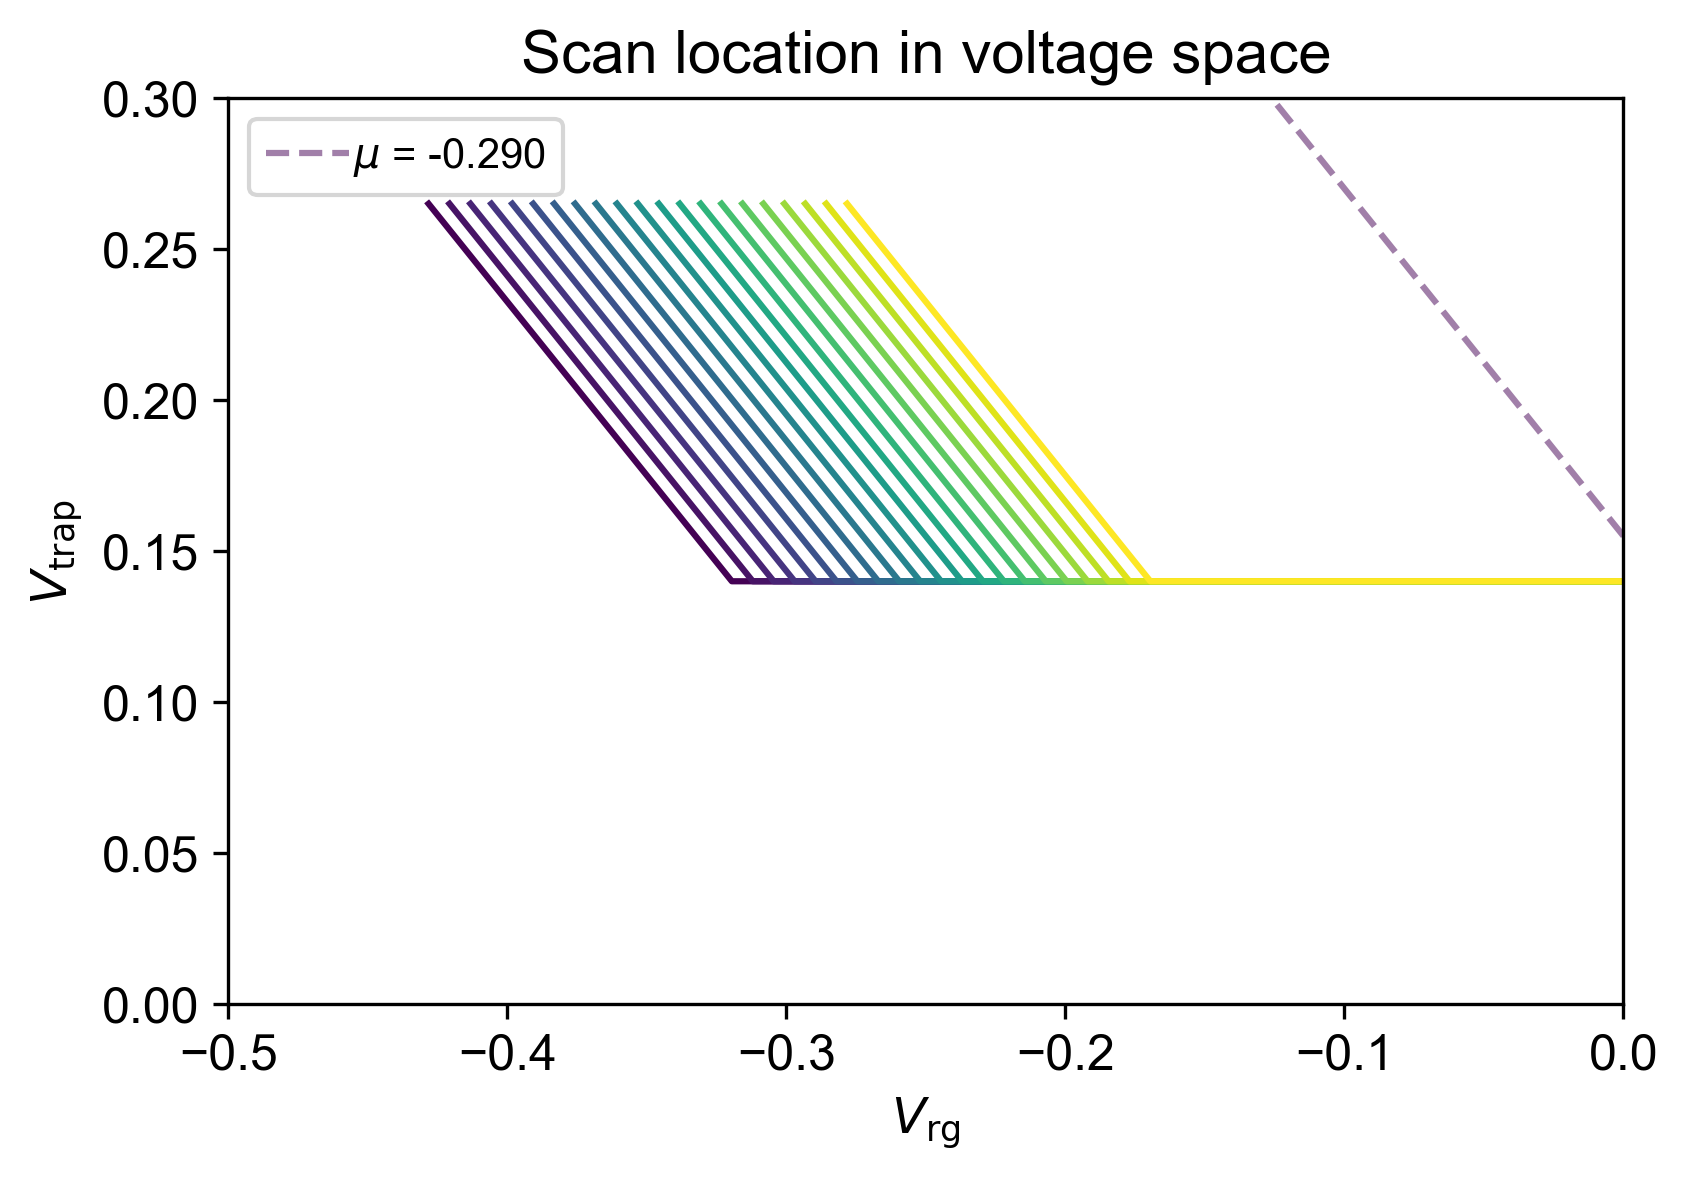 Scan location in voltage space
μ = -0.290
0.30
0.25
0.20
0.15
0.10
0.05
0.00
V_trap
−0.5 −0.4 −0.3 −0.2 −0.1 0.0
V_rg